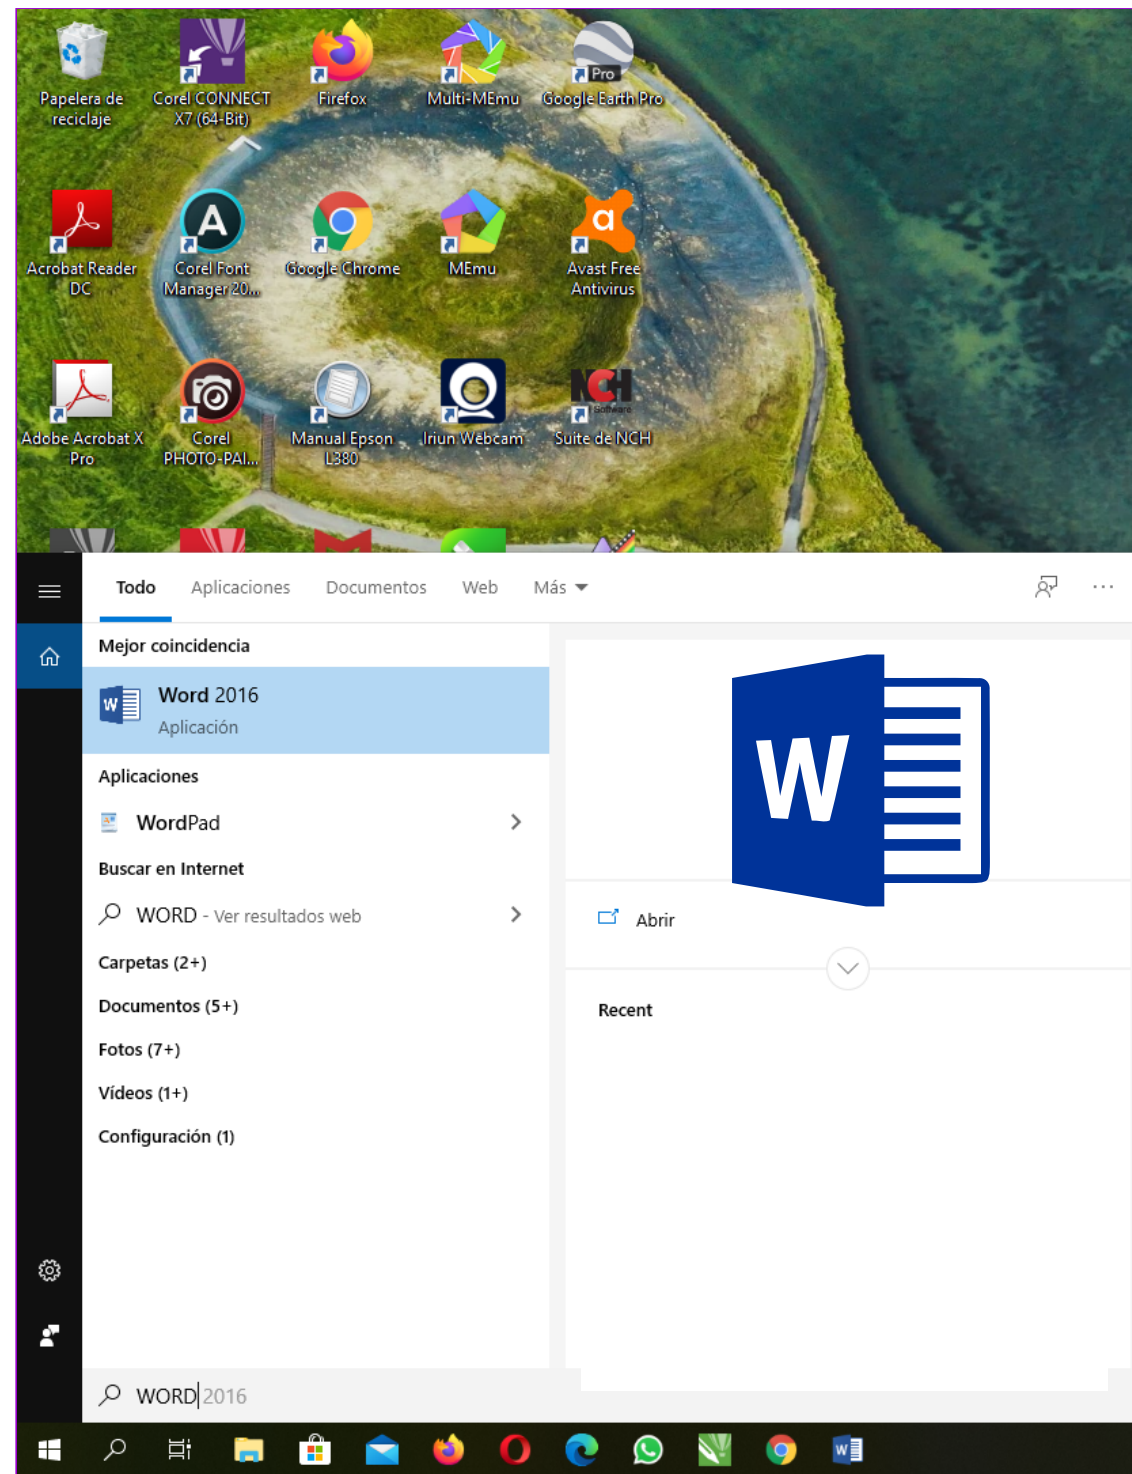 Pro
Papelera de
reciclaje
Corel CONNECT
X7 (64-Bit)
Firefox
Multi-MEmu
Google Earth Pro
A
a
Acrobat Reader
DC
Corel Font
Manager 20...
Google Chrome
MEmu
Avast Free
Antivirus
NCH
Software
Adobe Acrobat X
Pro
Corel
PHOTO-PAI...
Manual Epson
L380
Iriun Webcam
Suite de NCH
Todo Aplicaciones Documentos Web Más
Mejor coincidencia
W
Word 2016
Aplicación
W
Aplicaciones
WordPad
Buscar en Internet
WORD - Ver resultados web
Abrir
Carpetas (2+)
Documentos (5+)
Recent
Fotos (7+)
Vídeos (1+)
Configuración (1)
WORD 2016
W